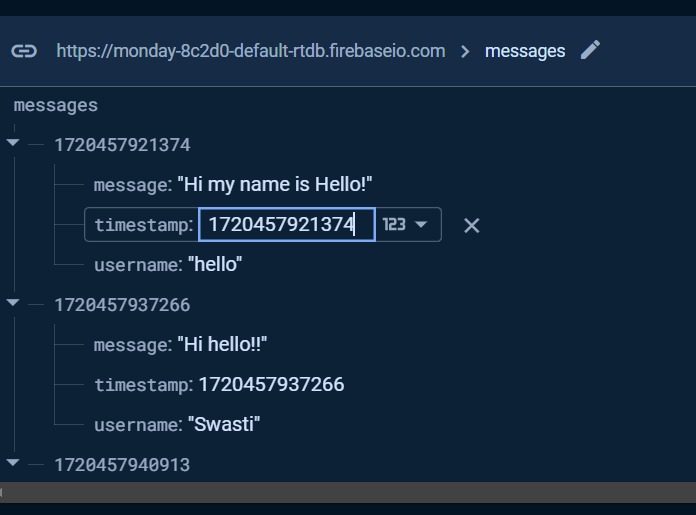 https://monday-8c2d0-default-rtdb.firebaseio.com > messages
messages
1720457921374
message: "Hi my name is Hello!"
timestamp: 1720457921374 123
username: "hello"
1720457937266
message: "Hi hello!!"
timestamp: 1720457937266
username: "Swasti"
1720457940913